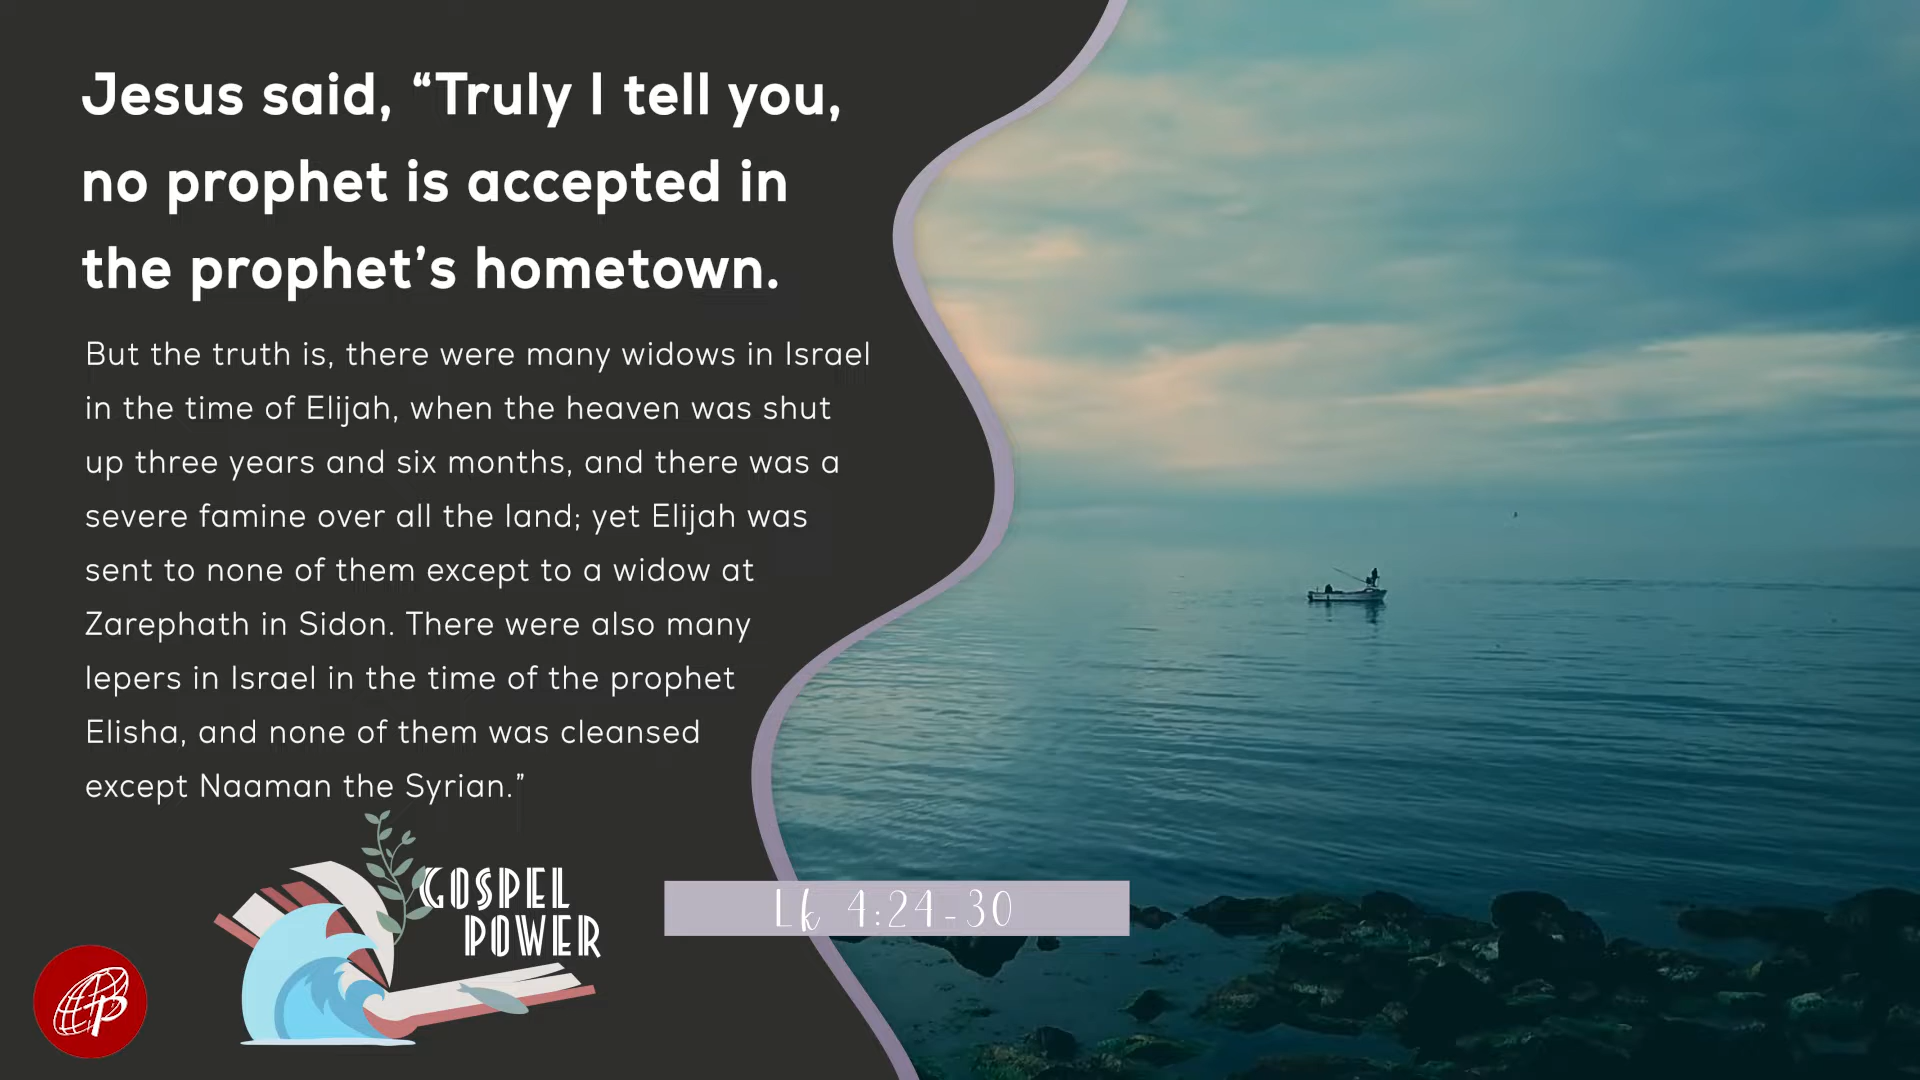 Jesus said, “Truly I tell you,
no prophet is accepted in
the prophet’s hometown.
But the truth is, there were many widows in Israel
in the time of Elijah, when the heaven was shut
up three years and six months, and there was a
severe famine over all the land; yet Elijah was
sent to none of them except to a widow at
Zarephath in Sidon. There were also many
lepers in Israel in the time of the prophet
Elisha, and none of them was cleansed
except Naaman the Syrian.”
GOSPEL
POWER
Lk 4:24-30